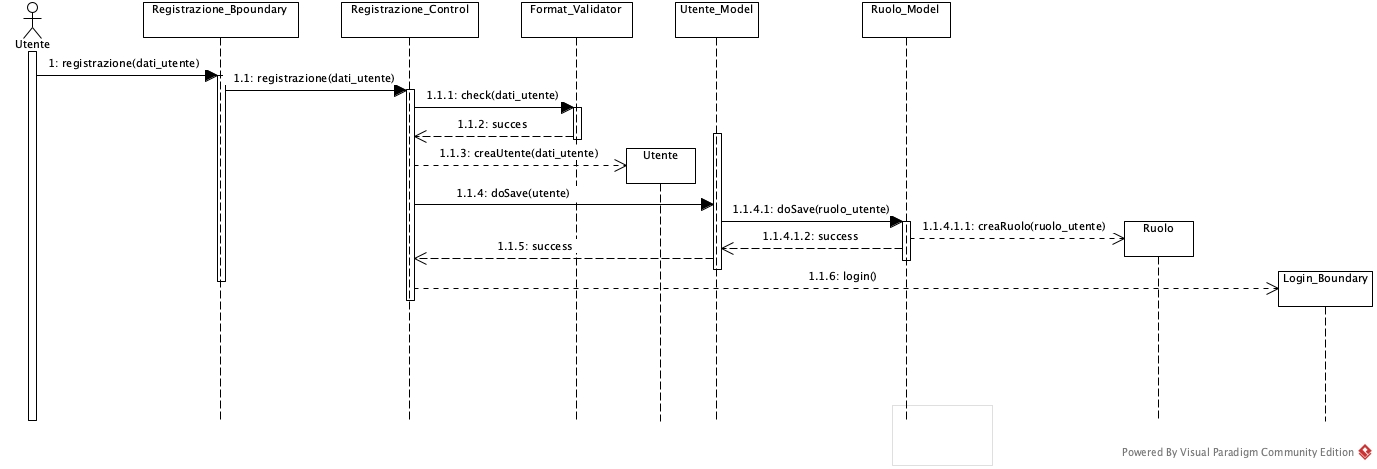 Registrazione_Bpoundary
Registrazione_Control
Format_Validator
Utente_Model
Ruolo_Model
Utente
1: registrazione(dati_utente)
1.1: registrazione(dati_utente)
1.1.1: check(dati_utente)
1.1.2: succes
1.1.3: creaUtente(dati_utente)
Utente
1.1.4: doSave(utente)
1.1.4.1: doSave(ruolo_utente)
1.1.4.1.1: creaRuolo(ruolo_utente)
Ruolo
1.1.4.1.2: success
1.1.5: success
1.1.6: login()
Login_Boundary
Powered By Visual Paradigm Community Edition